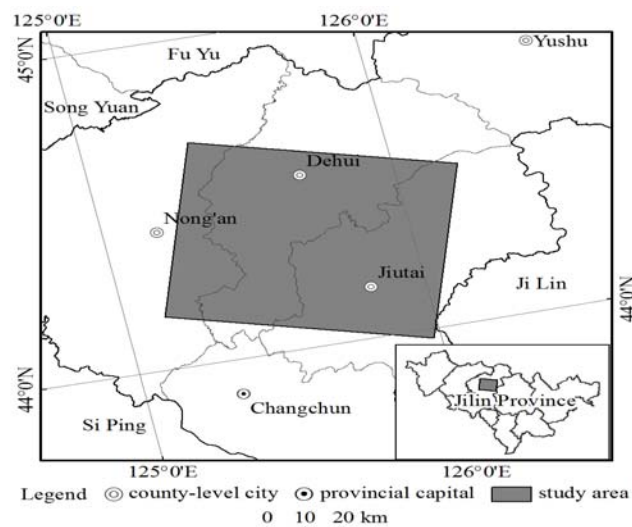 125°0'E
126°0'E
45°0'N
Fu Yu
Yushu
Song Yuan
Dehui
Nong'an
Jiutai
Ji Lin
44°0'N
44°0'N
Jilin Province
Changchun
Si Ping
125°0'E
126°0'E
Legend county-level city provincial capital study area
0 10 20 km